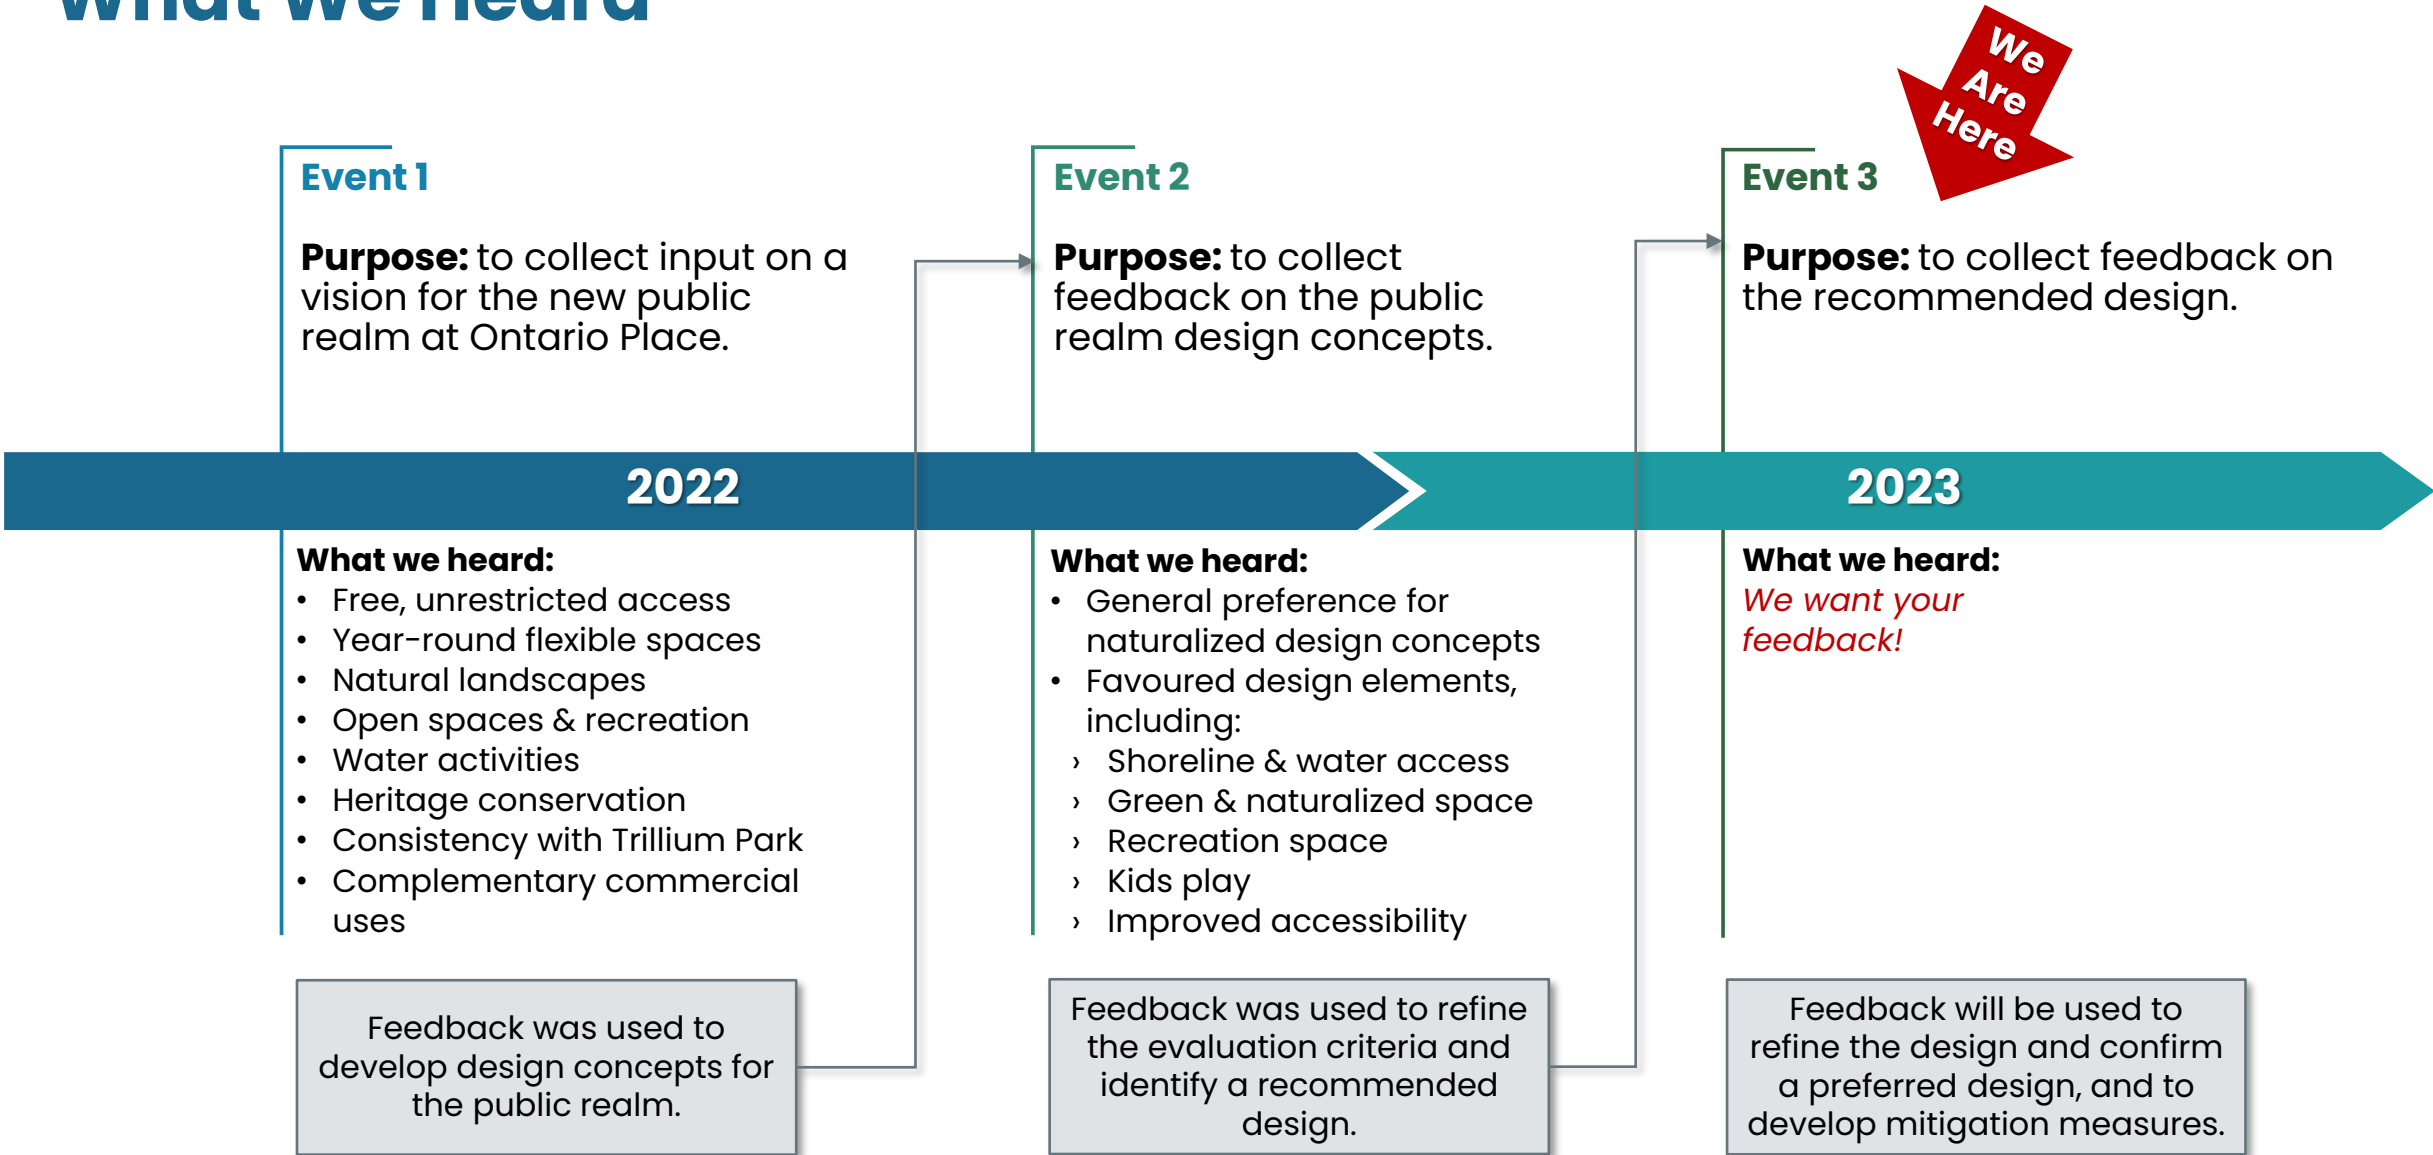 What We Heard
We
Are
Here
Event 1
Purpose: to collect input on a
vision for the new public
realm at Ontario Place.
Event 2
Purpose: to collect
feedback on the public
realm design concepts.
Event 3
Purpose: to collect feedback on
the recommended design.
2022
2023
What we heard:
• Free, unrestricted access
• Year-round flexible spaces
• Natural landscapes
• Open spaces & recreation
• Water activities
• Heritage conservation
• Consistency with Trillium Park
• Complementary commercial
uses
What we heard:
• General preference for
naturalized design concepts
• Favoured design elements,
including:
› Shoreline & water access
› Green & naturalized space
› Recreation space
› Kids play
› Improved accessibility
What we heard:
We want your
feedback!
Feedback was used to
develop design concepts for
the public realm.
Feedback was used to refine
the evaluation criteria and
identify a recommended
design.
Feedback will be used to
refine the design and confirm
a preferred design, and to
develop mitigation measures.